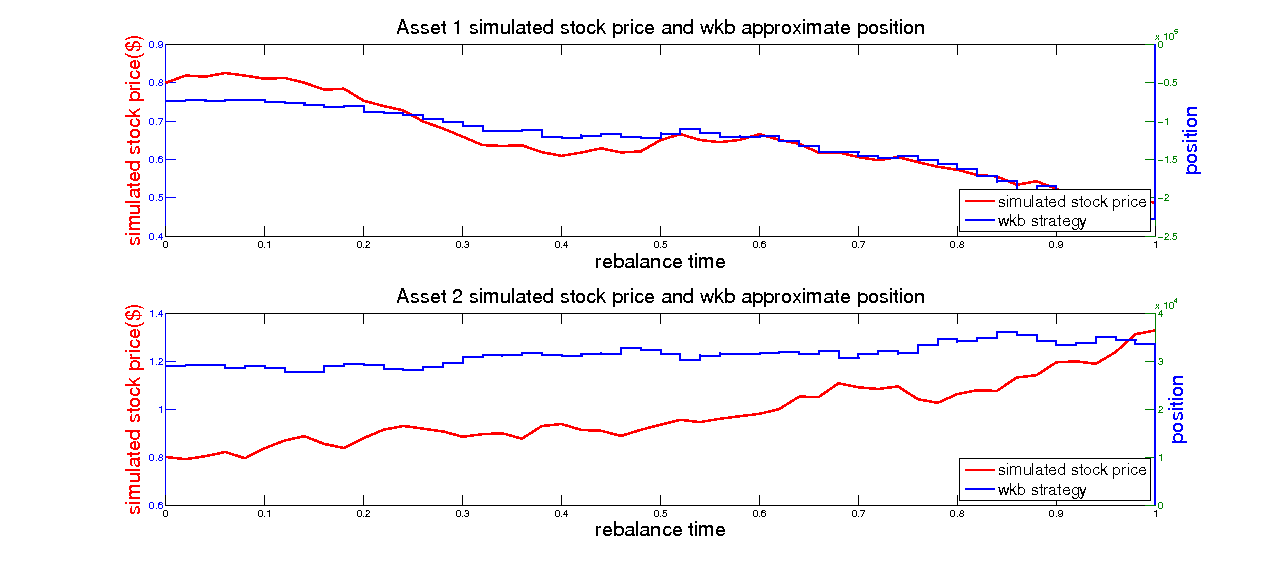 Asset 1 simulated stock price and wkb approximate position
x 10^5
simulated stock price($)
0.9
0.8
0.7
0.6
0.5
0.4
0
-0.5
-1
-1.5
-2
-2.5
position
simulated stock price
wkb strategy
0 0.1 0.2 0.3 0.4 0.5 0.6 0.7 0.8 0.9 1
rebalance time
Asset 2 simulated stock price and wkb approximate position
x 10^4
simulated stock price($)
1.4
1.2
1
0.8
0.6
4
3
2
1
0
position
simulated stock price
wkb strategy
0 0.1 0.2 0.3 0.4 0.5 0.6 0.7 0.8 0.9 1
rebalance time